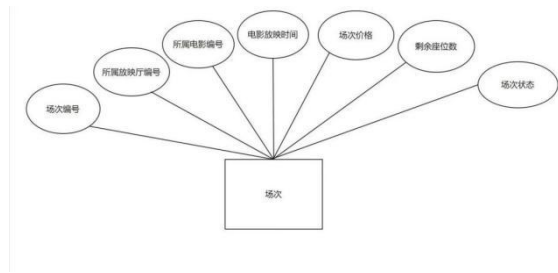 场次编号
所属放映厅编号
所属电影编号
电影放映时间
场次价格
剩余座位数
场次状态
场次